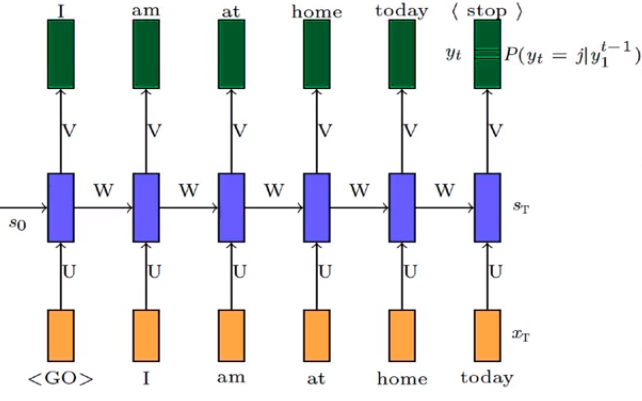 I am at home today ⟨ stop ⟩
y_t P(y_t = j|y_1^{t−1})
V V V V V V
W W W W W
s_0 s_T
U U U U U U
x_T
<GO> I am at home today